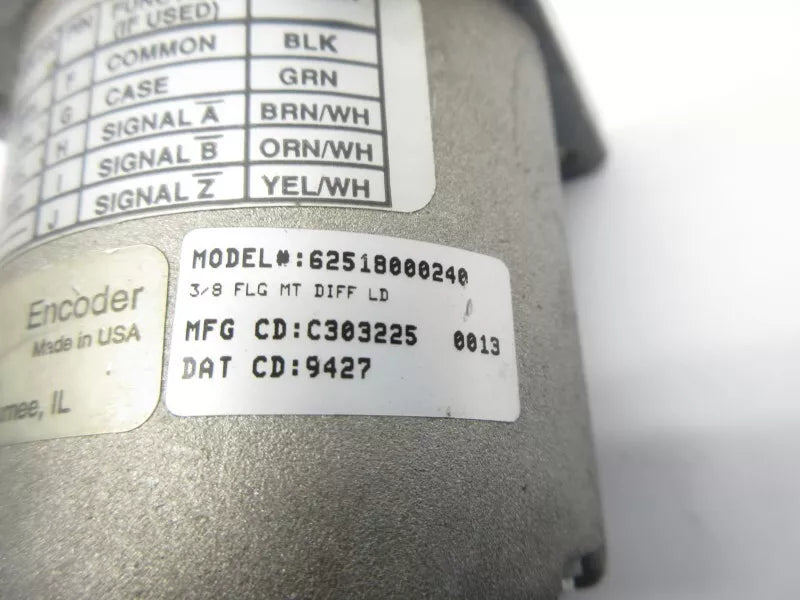 (IF USED)
F COMMON BLK
G CASE GRN
H SIGNAL A̅ BRN/WH
I SIGNAL B̅ ORN/WH
J SIGNAL Z̅ YEL/WH
Encoder
Made in USA
IL
MODEL#:62518000240
3/8 FLG MT DIFF LD
MFG CD:C303225 0013
DAT CD:9427